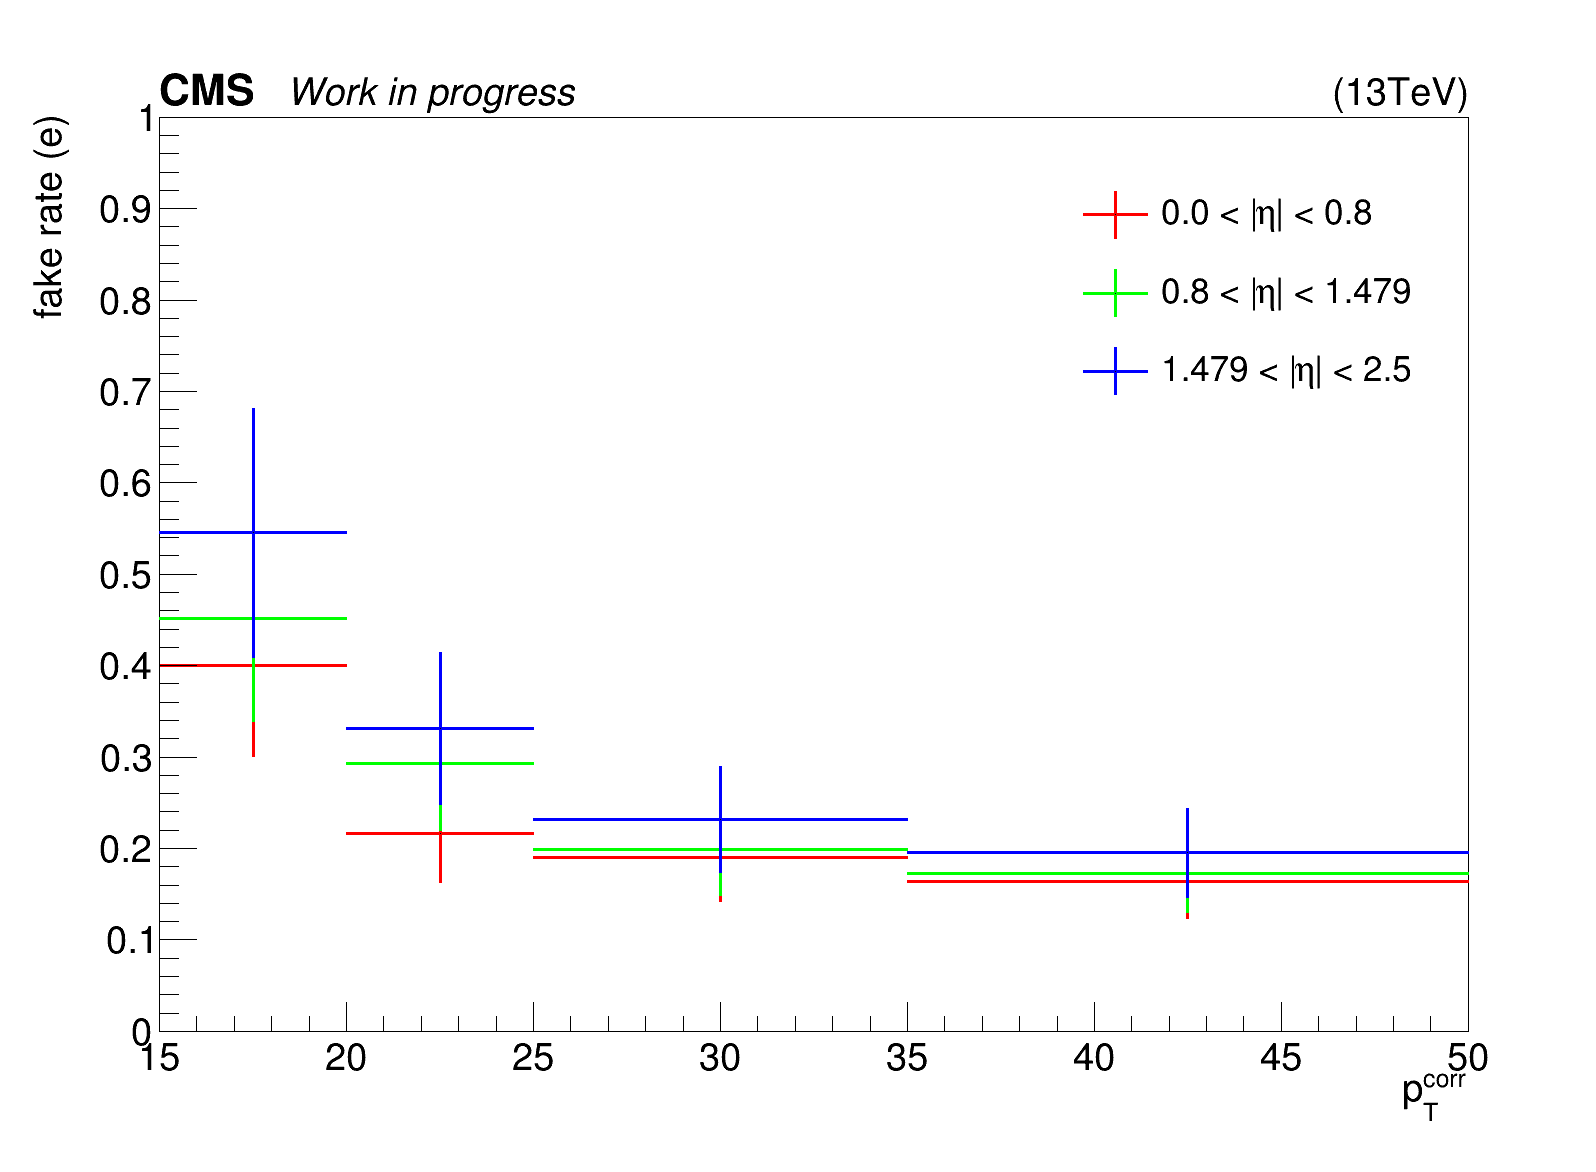 CMS Work in progress (13TeV)
fake rate (e)
1
0.9
0.8
0.7
0.6
0.5
0.4
0.3
0.2
0.1
0
0.0 < |η| < 0.8
0.8 < |η| < 1.479
1.479 < |η| < 2.5
15 20 25 30 35 40 45 50
p_T^corr